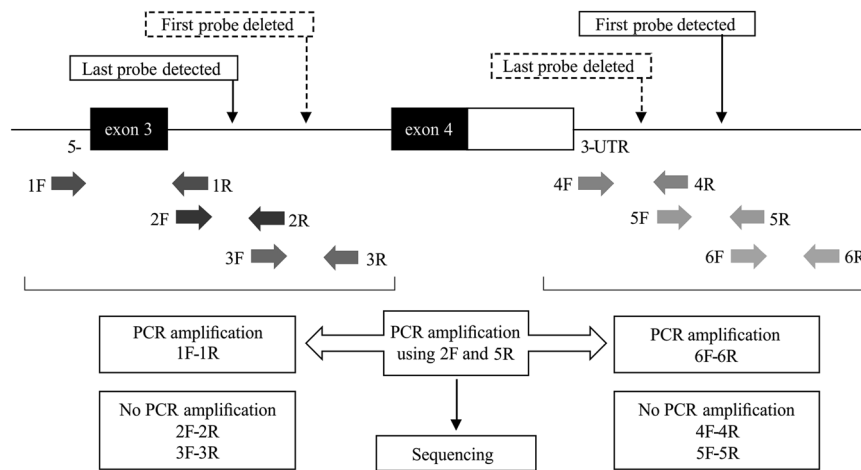 First probe deleted
First probe detected
Last probe detected
Last probe deleted
exon 3
exon 4
5-
3-UTR
1F
1R
4F
4R
2F
2R
5F
5R
3F
3R
6F
6R
PCR amplification
1F-1R
PCR amplification
using 2F and 5R
PCR amplification
6F-6R
No PCR amplification
2F-2R
3F-3R
Sequencing
No PCR amplification
4F-4R
5F-5R